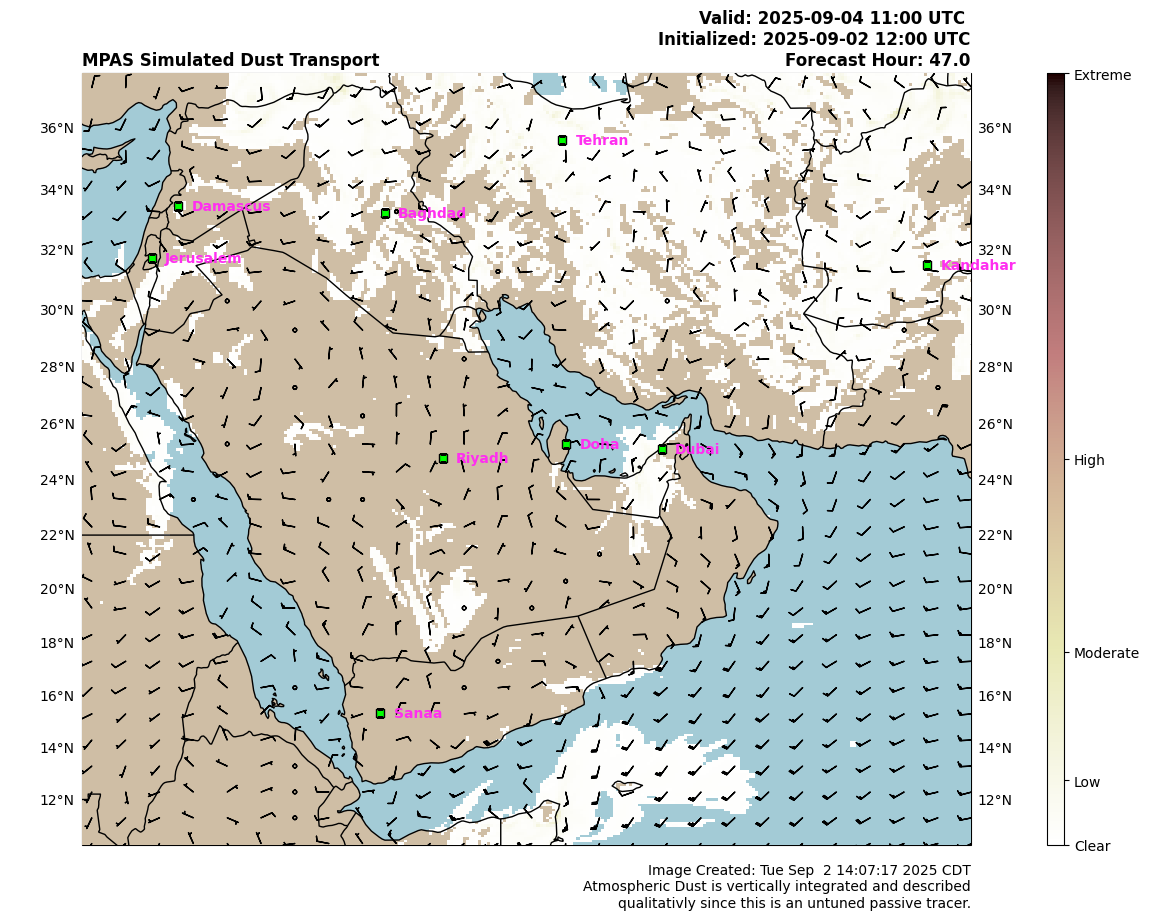 Valid: 2025-09-04 11:00 UTC
Initialized: 2025-09-02 12:00 UTC
MPAS Simulated Dust Transport
Forecast Hour: 47.0
Extreme
High
Moderate
Low
Clear
36°N
34°N
32°N
30°N
28°N
26°N
24°N
22°N
20°N
18°N
16°N
14°N
12°N
36°N
34°N
32°N
30°N
28°N
26°N
24°N
22°N
20°N
18°N
16°N
14°N
12°N
Tehran
Damascus
Baghdad
Jerusalem
Kandahar
Doha
Dubai
Riyadh
Sanaa
Image Created: Tue Sep  2 14:07:17 2025 CDT
Atmospheric Dust is vertically integrated and described
qualitativly since this is an untuned passive tracer.